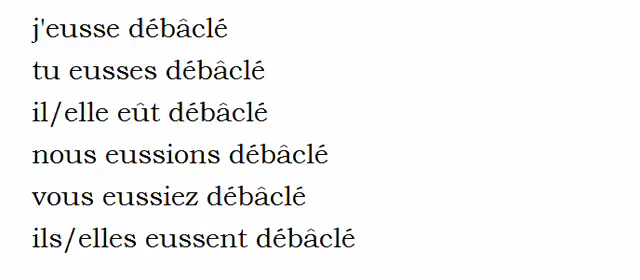 j'eusse débâclé
tu eusses débâclé
il/elle eût débâclé
nous eussions débâclé
vous eussiez débâclé
ils/elles eussent débâclé